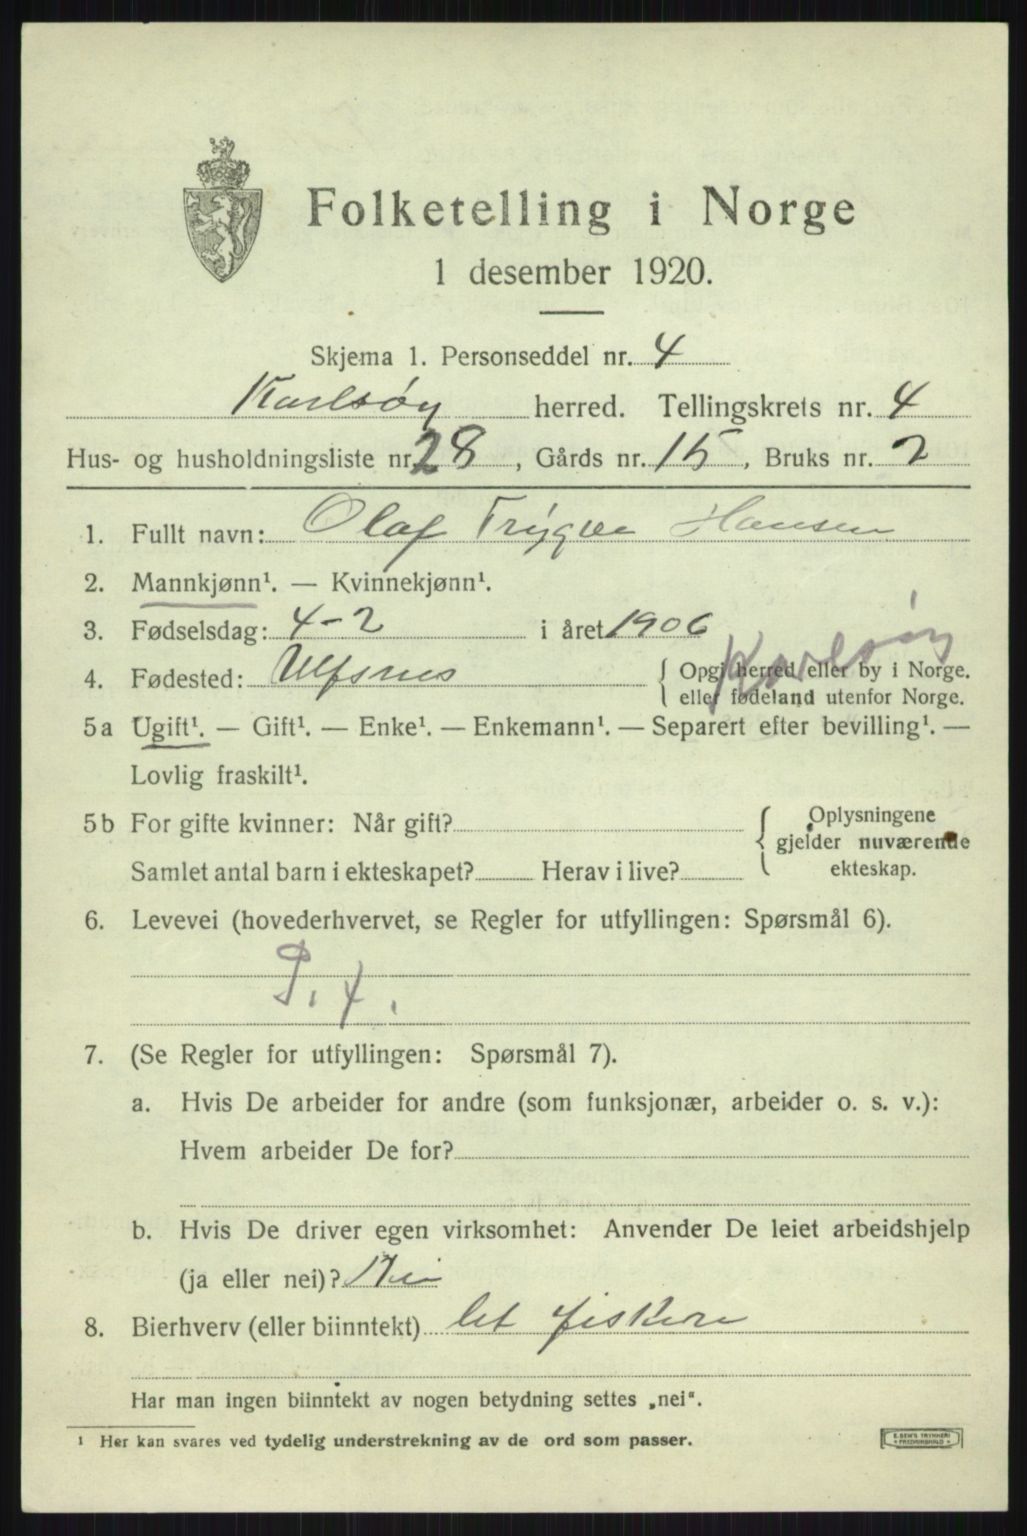 Folketelling i Norge
1 desember 1920.
Skjema 1. Personseddel nr. 4
Karlsøy herred. Tellingskrets nr. 4
Hus- og husholdningsliste nr. 28, Gårds nr. 15, Bruks nr. 2
1. Fullt navn: Olaf Trygve Hansen
2. Mannkjønn¹. — Kvinnekjønn¹.
3. Fødselsdag: 4-2 i året 1906
Karlsöy
4. Fødested: Ulfsnes { Opgi herred eller by i Norge.
eller fødeland utenfor Norge.
5a Ugift¹. — Gift¹. — Enke¹. — Enkemann¹. — Separert efter bevilling¹. —
Lovlig fraskilt¹.
5b For gifte kvinner: Når gift? { Oplysningene
gjelder nuværende
Samlet antal barn i ekteskapet? Herav i live? ekteskap.
6. Levevei (hovederhvervet, se Regler for utfyllingen: Spørsmål 6).
7. (Se Regler for utfyllingen: Spørsmål 7).
a. Hvis De arbeider for andre (som funksjonær, arbeider o. s. v.):
Hvem arbeider De for?
b. Hvis De driver egen virksomhet: Anvender De leiet arbeidshjelp
(ja eller nei)? Nei
8. Bierhverv (eller biinntekt) let fiskeri
Har man ingen biinntekt av nogen betydning settes „nei“.
¹ Her kan svares ved tydelig understrekning av de ord som passer.
E. SEM'S TRYKKERI
FREDRIKSHALD